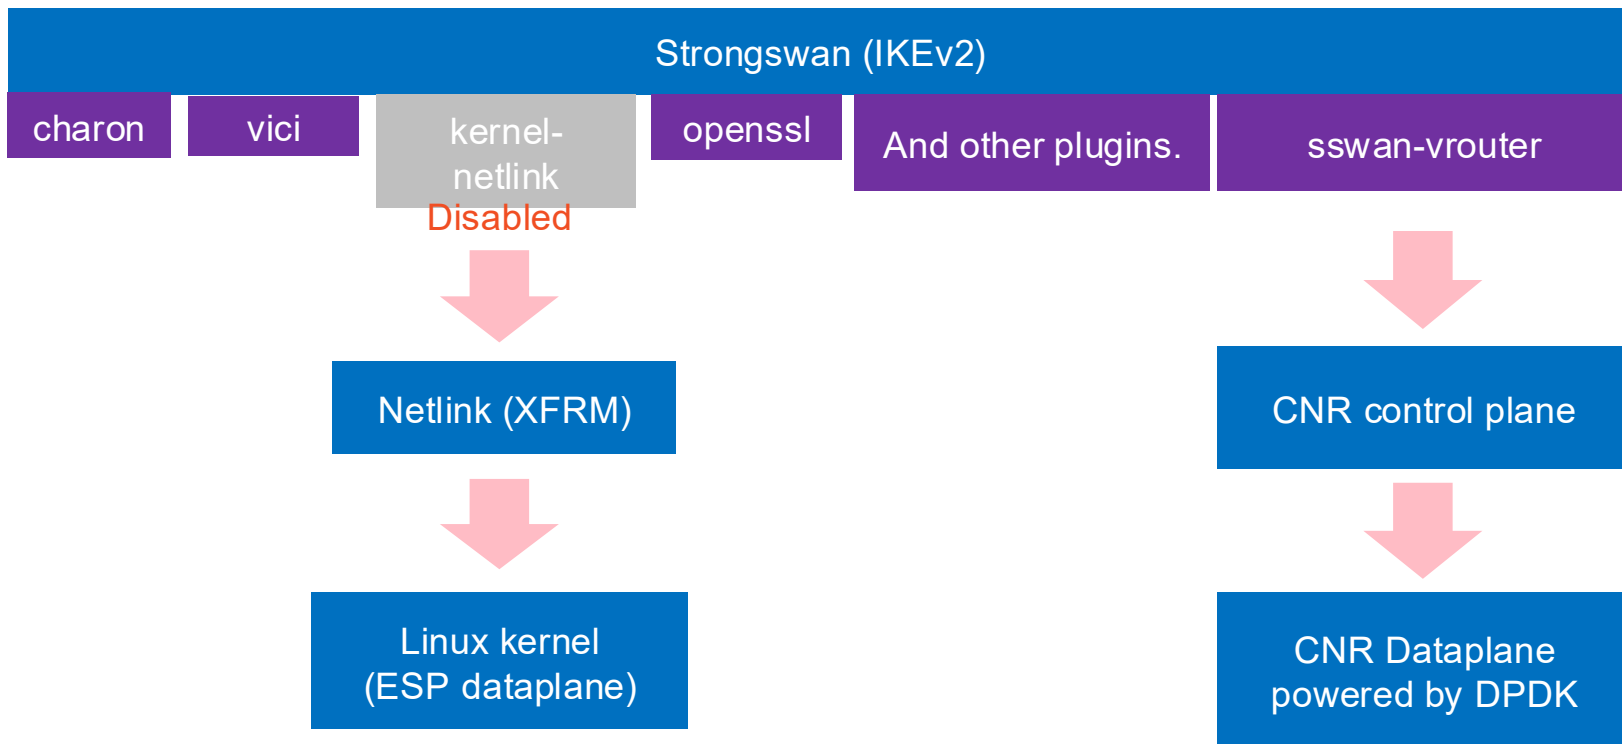 Strongswan (IKEv2)
charon
vici
kernel-
netlink
Disabled
openssl
And other plugins.
sswan-vrouter
Netlink (XFRM)
CNR control plane
Linux kernel
(ESP dataplane)
CNR Dataplane
powered by DPDK